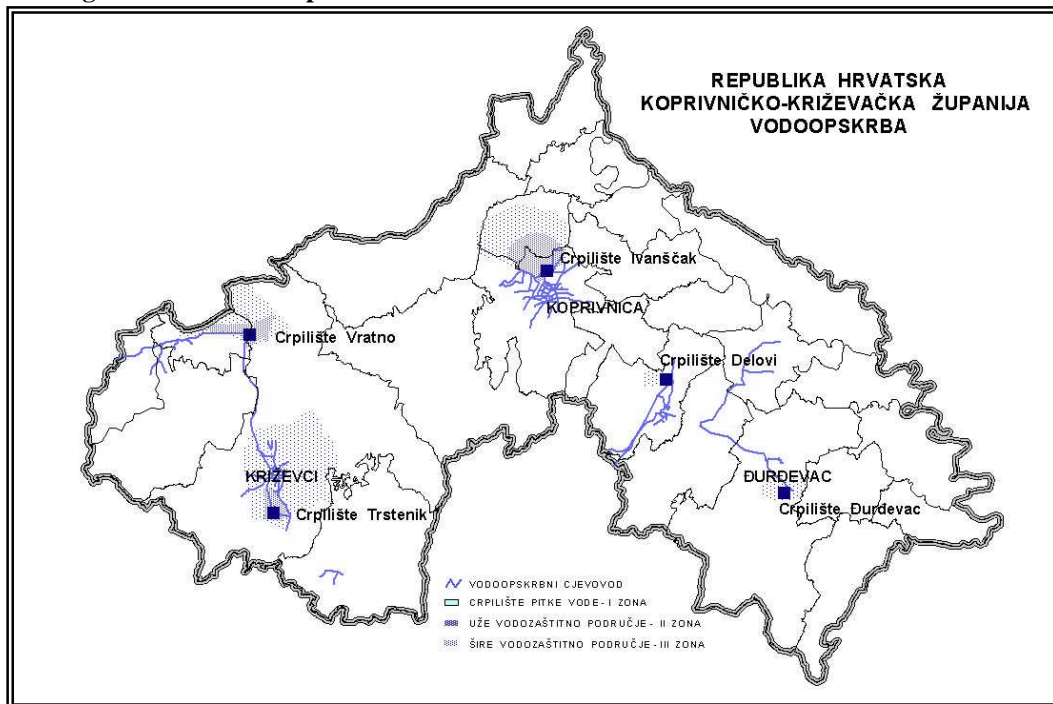 REPUBLIKA HRVATSKA
KOPRIVNIČKO-KRIŽEVAČKA ŽUPANIJA
VODOOPSKRBA
Crpilište Ivanščak
KOPRIVNICA
Crpilište Vratno
Crpilište Delovi
KRIŽEVCI
ĐURĐEVAC
Crpilište Trstenik
Crpilište Đurđevac
VODOOPSKRBNI CJEVOVOD
CRPILIŠTE PITKE VODE - I ZONA
UŽE VODOZAŠTITNO PODRUČJE - II ZONA
ŠIRE VODOZAŠTITNO PODRUČJE - III ZONA